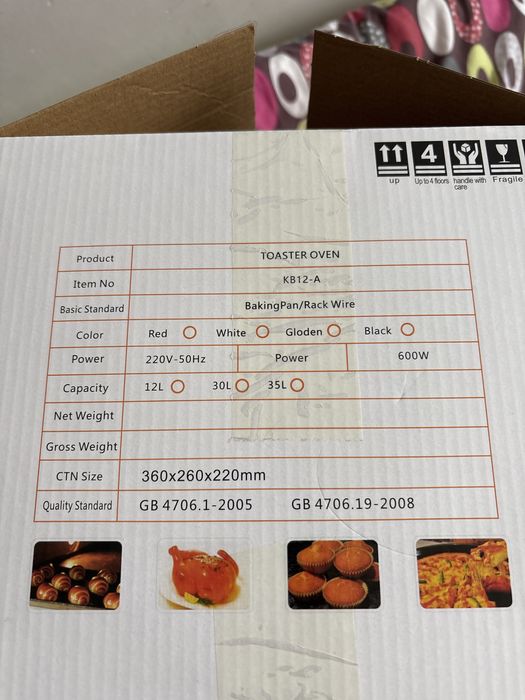 4
up
Up to 4 floors
handle with care
Fragile
Product TOASTER OVEN
Item No KB12-A
Basic Standard BakingPan/Rack Wire
Color Red White Gloden Black
Power 220V-50Hz Power 600W
Capacity 12L 30L 35L
Net Weight
Gross Weight
CTN Size 360x260x220mm
Quality Standard GB 4706.1-2005 GB 4706.19-2008